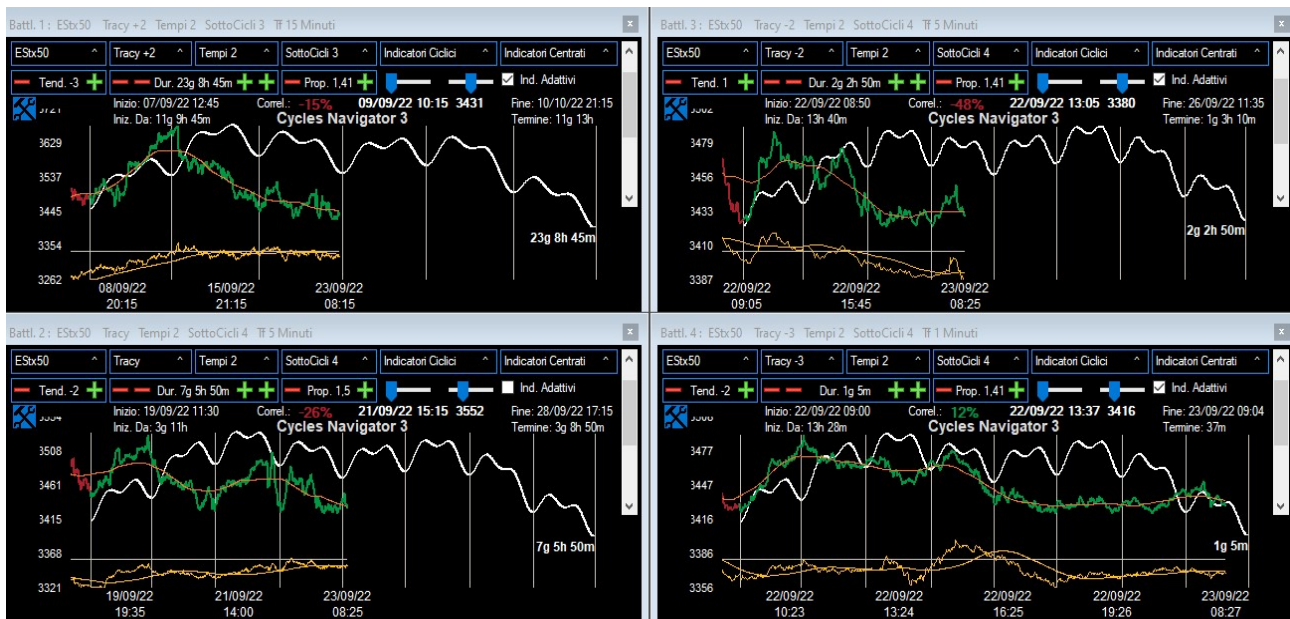 Battl. 1 : EStx50 Tracy +2 Tempi 2 SottoCicli 3 Tf 15 Minuti x
EStx50 ^ Tracy +2 ^ Tempi 2 ^ SottoCicli 3 ^ Indicatori Ciclici ^ Indicatori Centrati ^
Tend. -3 Dur. 23g 8h 45m Prop. 1,41 Ind. Adattivi
Inizio: 07/09/22 12:45 Correl.: -15% 09/09/22 10:15 3431 Fine: 10/10/22 21:15
Iniz. Da: 11g 9h 45m Cycles Navigator 3 Termine: 11g 13h
3721
3629
3537
3445
3354
3262
23g 8h 45m
08/09/22 15/09/22 23/09/22
20:15 21:15 08:15
Battl. 3 : EStx50 Tracy -2 Tempi 2 SottoCicli 4 Tf 5 Minuti x
EStx50 ^ Tracy -2 ^ Tempi 2 ^ SottoCicli 4 ^ Indicatori Ciclici ^ Indicatori Centrati ^
Tend. 1 Dur. 2g 2h 50m Prop. 1,41 Ind. Adattivi
Inizio: 22/09/22 08:50 Correl.: -48% 22/09/22 13:05 3380 Fine: 26/09/22 11:35
Iniz. Da: 13h 40m Cycles Navigator 3 Termine: 1g 3h 10m
3502
3479
3456
3433
3410
3387
2g 2h 50m
22/09/22 22/09/22 23/09/22
09:05 15:45 08:25
Battl. 2 : EStx50 Tracy Tempi 2 SottoCicli 4 Tf 5 Minuti x
EStx50 ^ Tracy ^ Tempi 2 ^ SottoCicli 4 ^ Indicatori Ciclici ^ Indicatori Centrati ^
Tend. -2 Dur. 7g 5h 50m Prop. 1,5 Ind. Adattivi
Inizio: 19/09/22 11:30 Correl.: -26% 21/09/22 15:15 3552 Fine: 28/09/22 17:15
Iniz. Da: 3g 11h Cycles Navigator 3 Termine: 3g 8h 50m
3554
3508
3461
3415
3368
3321
7g 5h 50m
19/09/22 21/09/22 23/09/22
19:35 14:00 08:25
Battl. 4 : EStx50 Tracy -3 Tempi 2 SottoCicli 4 Tf 1 Minuti x
EStx50 ^ Tracy -3 ^ Tempi 2 ^ SottoCicli 4 ^ Indicatori Ciclici ^ Indicatori Centrati ^
Tend. -2 Dur. 1g 5m Prop. 1,41 Ind. Adattivi
Inizio: 22/09/22 09:00 Correl.: 12% 22/09/22 13:37 3416 Fine: 23/09/22 09:04
Iniz. Da: 13h 28m Cycles Navigator 3 Termine: 37m
3508
3477
3447
3416
3386
3356
1g 5m
22/09/22 22/09/22 22/09/22 22/09/22 23/09/22
10:23 13:24 16:25 19:26 08:27